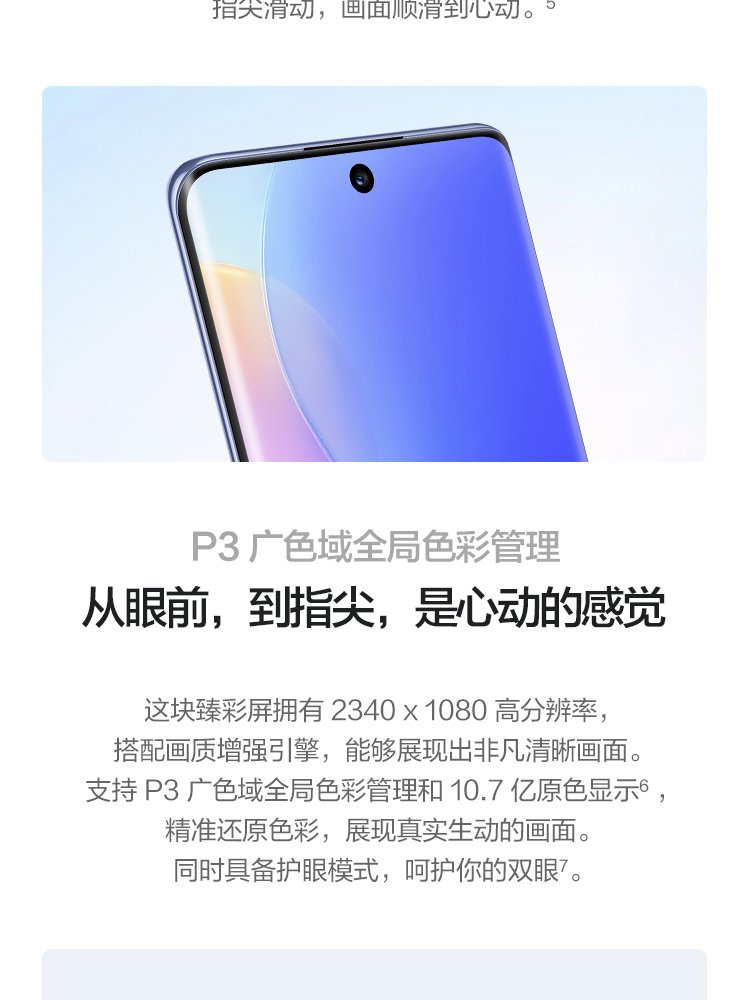 指尖滑动，画面顺滑到心动。⁵
P3 广色域全局色彩管理
从眼前，到指尖，是心动的感觉
这块臻彩屏拥有 2340 x 1080 高分辨率，
搭配画质增强引擎，能够展现出非凡清晰画面。
支持 P3 广色域全局色彩管理和 10.7 亿原色显示⁶，
精准还原色彩，展现真实生动的画面。
同时具备护眼模式，呵护你的双眼⁷。